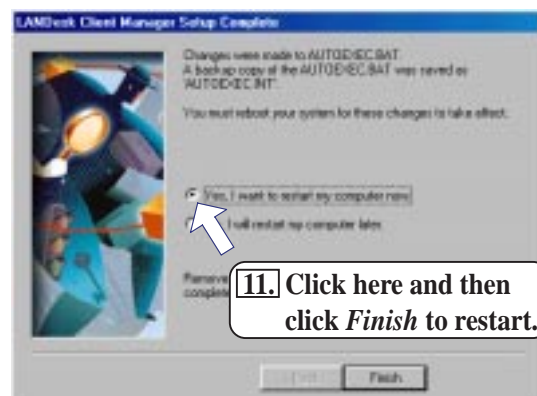 LANDesk Client Manager Setup Complete
Changes were made to AUTOEXEC.BAT.
A backup copy of the AUTOEXEC.BAT was saved as
'AUTOEXEC.INT'.
You must reboot your system for these changes to take effect.
Yes, I want to restart my computer now.
I will restart my computer later.
Remove
complete
11. Click here and then
click Finish to restart.
Finish